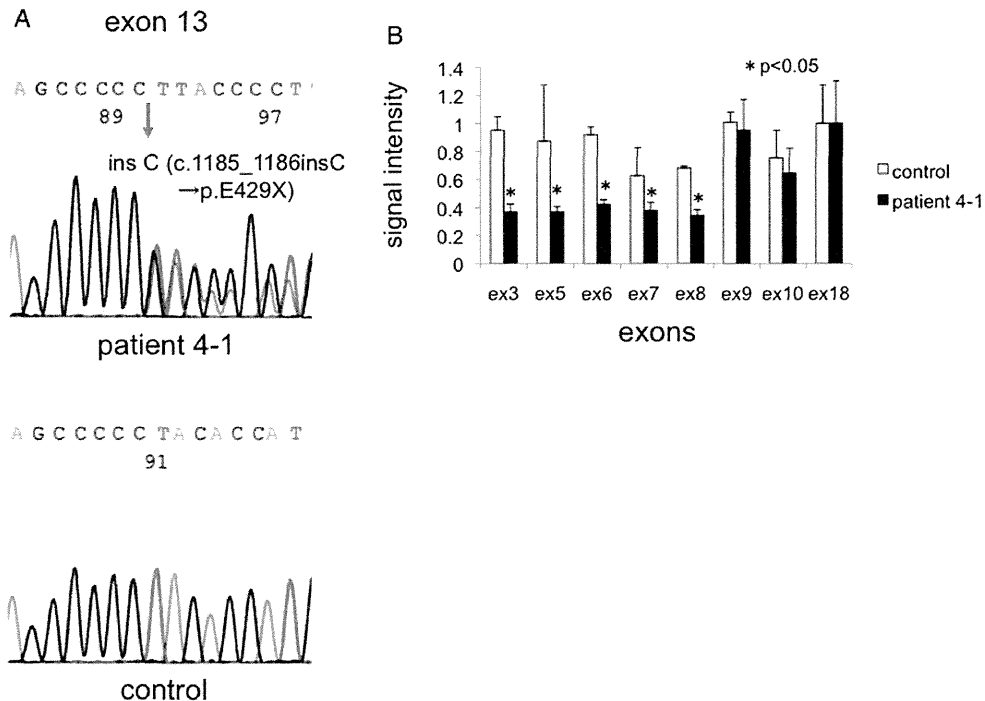 A
exon 13
A G C C C C C T T A C C C C T
89
97
ins C (c.1185_1186insC
→p.E429X)
patient 4-1
A G C C C C C T A C A C C A T
91
control
B
signal intensity
1.4
1.2
1
0.8
0.6
0.4
0.2
0
* p<0.05
*
*
*
*
*
ex3 ex5 ex6 ex7 ex8 ex9 ex10 ex18
exons
control
patient 4-1